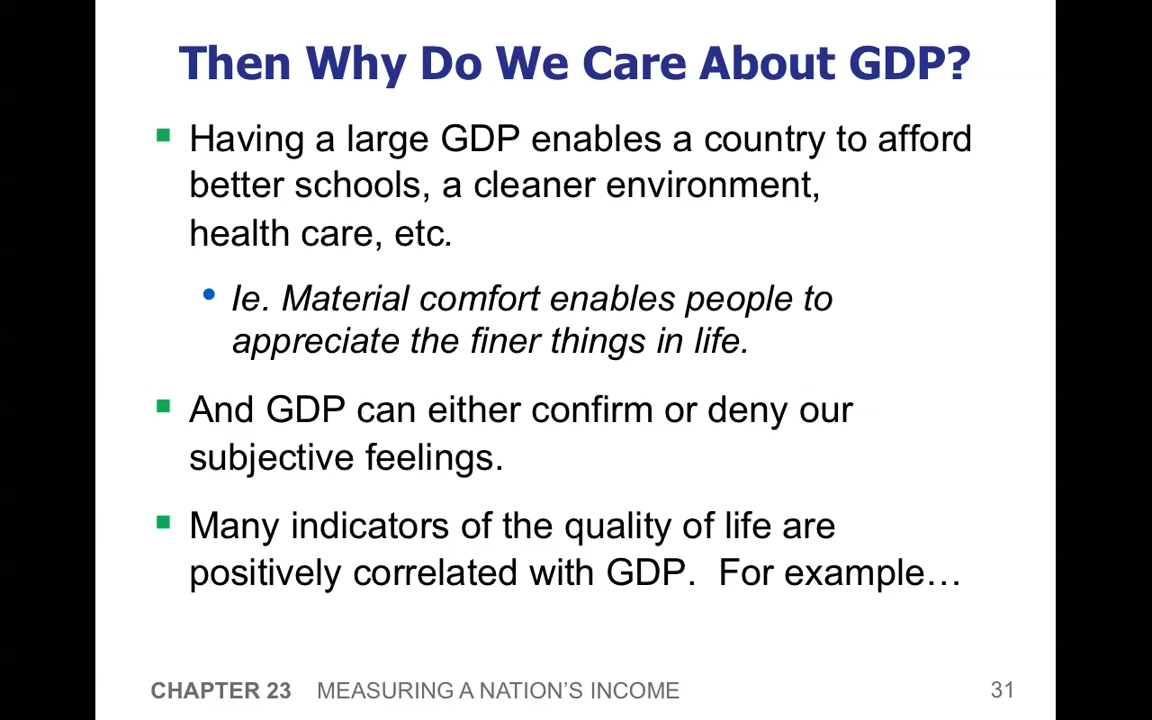 Then Why Do We Care About GDP?
Having a large GDP enables a country to afford
better schools, a cleaner environment,
health care, etc.
Ie. Material comfort enables people to
appreciate the finer things in life.
And GDP can either confirm or deny our
subjective feelings.
Many indicators of the quality of life are
positively correlated with GDP.  For example…
CHAPTER 23 MEASURING A NATION’S INCOME 31